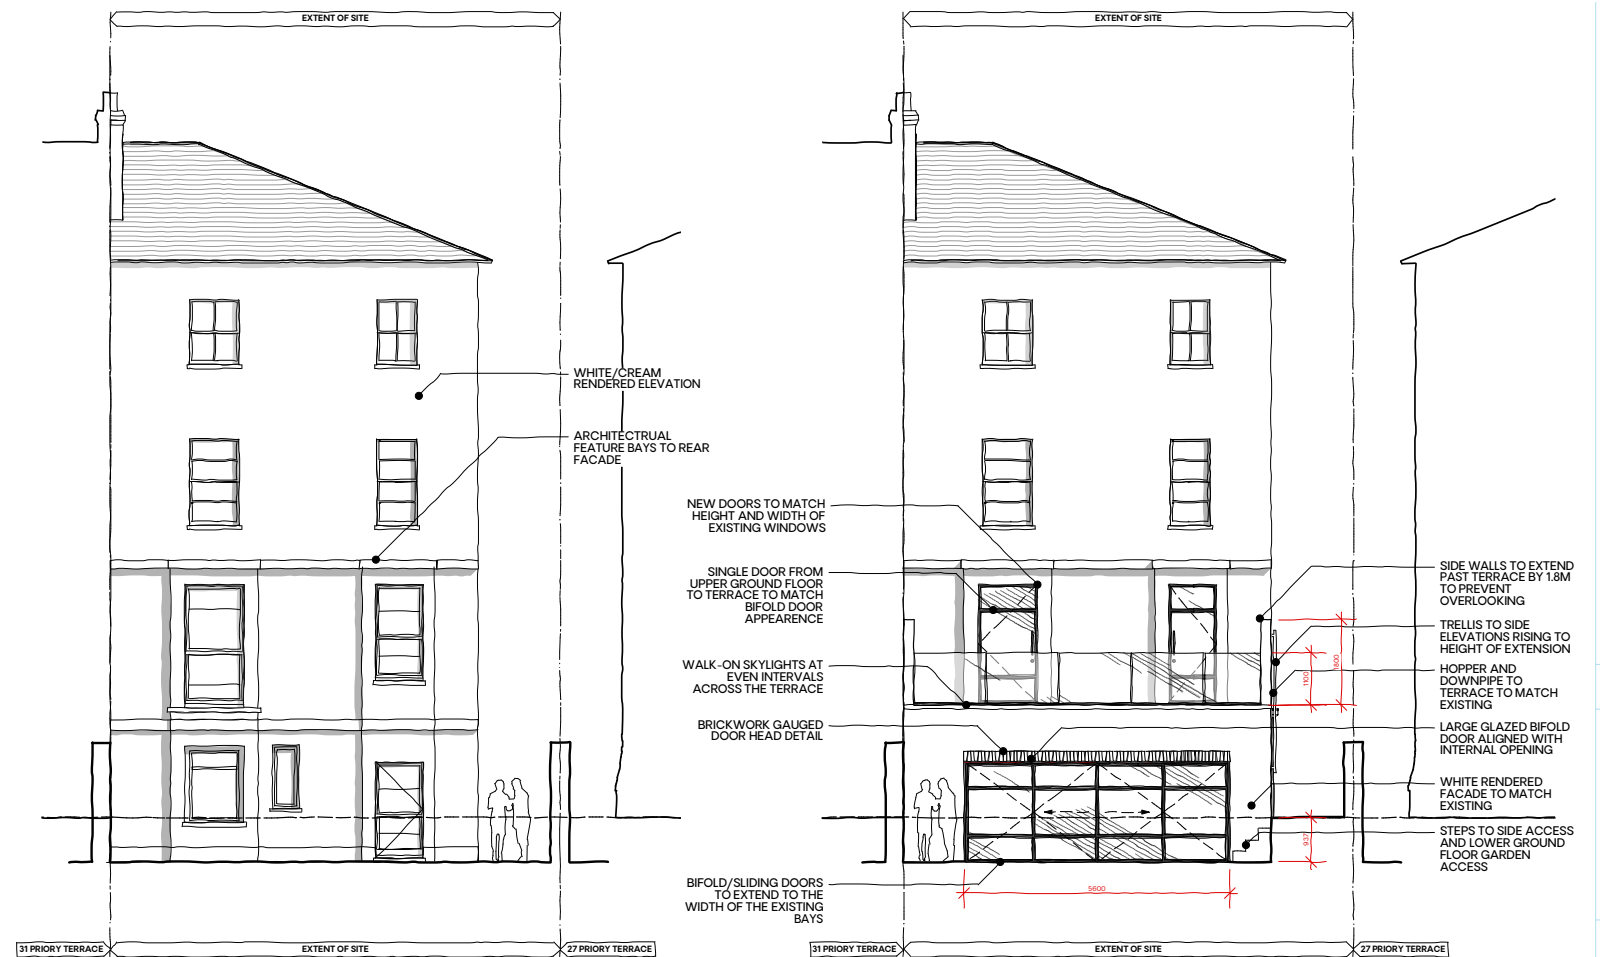 EXTENT OF SITE
EXTENT OF SITE
WHITE/CREAM
RENDERED ELEVATION
ARCHITECTRUAL
FEATURE BAYS TO REAR
FACADE
NEW DOORS TO MATCH
HEIGHT AND WIDTH OF
EXISTING WINDOWS
SINGLE DOOR FROM
UPPER GROUND FLOOR
TO TERRACE TO MATCH
BIFOLD DOOR
APPEARENCE
WALK-ON SKYLIGHTS AT
EVEN INTERVALS
ACROSS THE TERRACE
BRICKWORK GAUGED
DOOR HEAD DETAIL
BIFOLD/SLIDING DOORS
TO EXTEND TO THE
WIDTH OF THE EXISTING
BAYS
SIDE WALLS TO EXTEND
PAST TERRACE BY 1.8M
TO PREVENT
OVERLOOKING
TRELLIS TO SIDE
ELEVATIONS RISING TO
HEIGHT OF EXTENSION
HOPPER AND
DOWNPIPE TO
TERRACE TO MATCH
EXISTING
LARGE GLAZED BIFOLD
DOOR ALIGNED WITH
INTERNAL OPENING
WHITE RENDERED
FACADE TO MATCH
EXISTING
STEPS TO SIDE ACCESS
AND LOWER GROUND
FLOOR GARDEN
ACCESS
1100
1800
937
5600
31 PRIORY TERRACE
EXTENT OF SITE
27 PRIORY TERRACE
31 PRIORY TERRACE
EXTENT OF SITE
27 PRIORY TERRACE